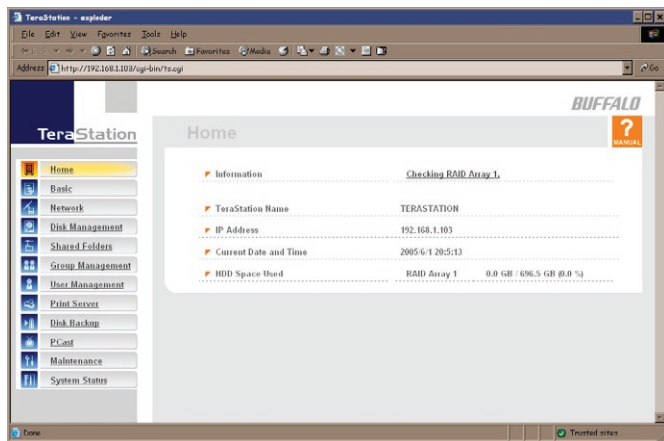 TeraStation - exploder
File Edit View Favorites Tools Help
Search Favorites Media
Address http://192.168.1.103/cgi-bin/ts.cgi Go
BUFFALO
TeraStation
Home
?
MANUAL
Home
Basic
Network
Disk Management
Shared Folders
Group Management
User Management
Print Server
Disk Backup
PCast
Maintenance
System Status
Information Checking RAID Array 1.
TeraStation Name TERASTATION
IP Address 192.168.1.103
Current Date and Time 2005/6/1 20:5:13
HDD Space Used RAID Array 1 0.0 GB / 696.5 GB (0.0 %)
Done Trusted sites